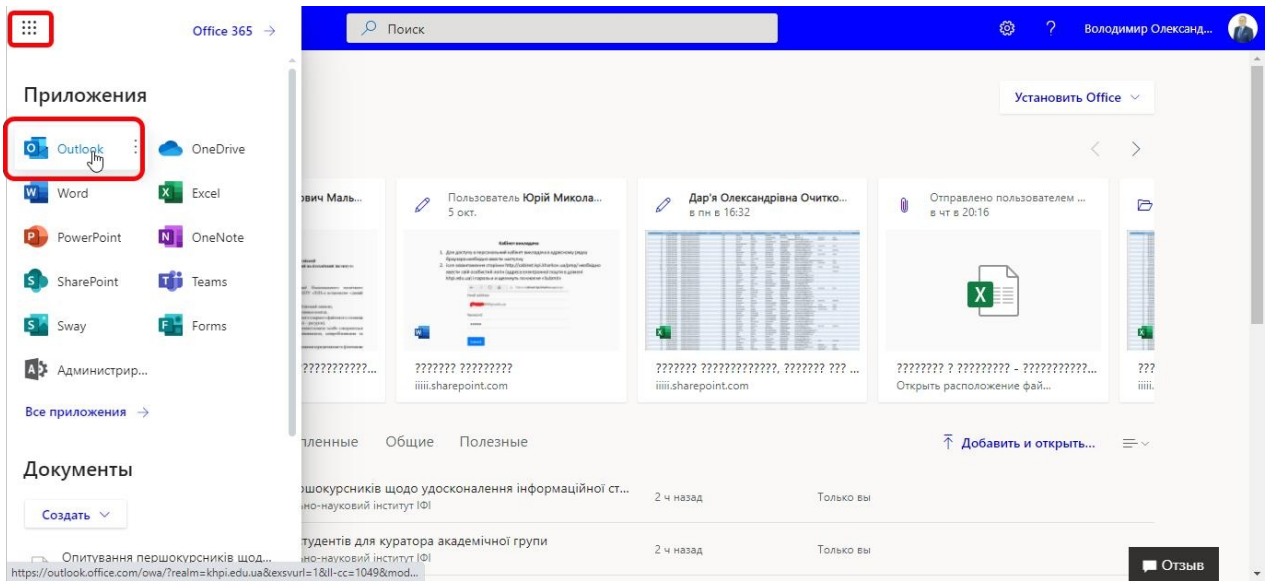 Office 365 →
Поиск
?
Володимир Олександ...
Приложения
Установить Office
Outlook
OneDrive
Word
Excel
PowerPoint
OneNote
SharePoint
Teams
Sway
Forms
Администрир...
Все приложения →
ович Маль...
Пользователь Юрій Микола...
5 окт.
Дар'я Олександрівна Очитко...
в пн в 16:32
Отправлено пользователем ...
в чт в 20:16
Кабінет викладача
???????????...
??????? ?????????
iiiii.sharepoint.com
??????? ?????????????, ??????? ??? ...
iiiii.sharepoint.com
???????? ? ????????? - ???????????...
Открыть расположение фай...
???
iiiii.
пленные
Общие
Полезные
Добавить и открыть...
Документы
Создать
ршокурсників щодо удосконалення інформаційної ст...
но-науковий інститут ІФІ
2 ч назад
Только вы
тудентів для куратора академічної групи
но-науковий інститут ІФІ
2 ч назад
Только вы
Опитування першокурсників щод...
https://outlook.office.com/owa/?realm=khpi.edu.ua&exsvurl=1&ll-cc=1049&mod...
Отзыв